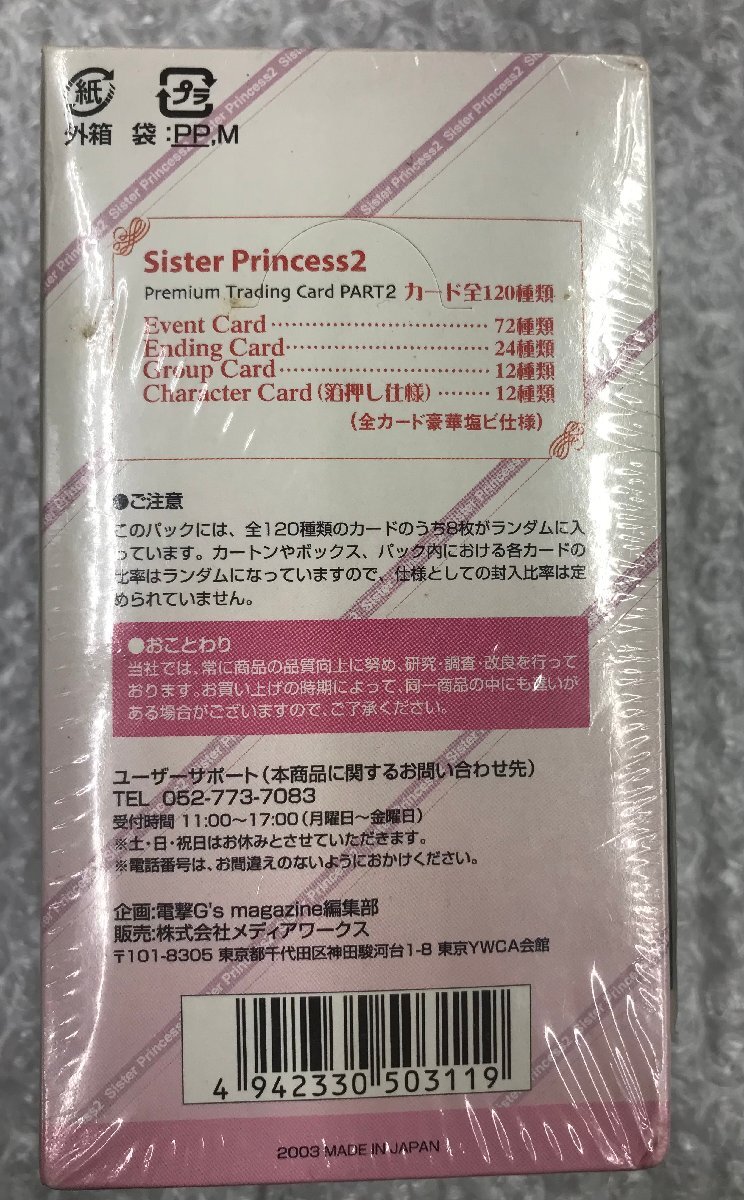 紙 プラ
外箱 袋:PP,M
Sister Princess2
Premium Trading Card PART2 カード全120種類
Event Card ································ 72種類
Ending Card ····························· 24種類
Group Card ······························· 12種類
Character Card (箔押し仕様) ········ 12種類
(全カード豪華塩ビ仕様)
●ご注意
このパックには、全120種類のカードのうち8枚がランダムに入
っています。カートンやボックス、パック内における各カードの
比率はランダムになっていますので、仕様としての封入比率は定
められていません。
●おことわり
当社では、常に商品の品質向上に努め、研究・調査・改良を行って
おります。お買い上げの時期によって、同一商品の中にも違いが
ある場合がございますので、ご了承ください。
ユーザーサポート(本商品に関するお問い合わせ先)
TEL 052-773-7083
受付時間 11:00～17:00(月曜日～金曜日)
※土・日・祝日はお休みとさせていただきます。
※電話番号は、お間違えのないようにおかけください。
企画:電撃G's magazine編集部
販売:株式会社メディアワークス
〒101-8305 東京都千代田区神田駿河台1-8 東京YWCA会館
4 942330 503119
2003 MADE IN JAPAN
Sister Princess2 Sister Princess2